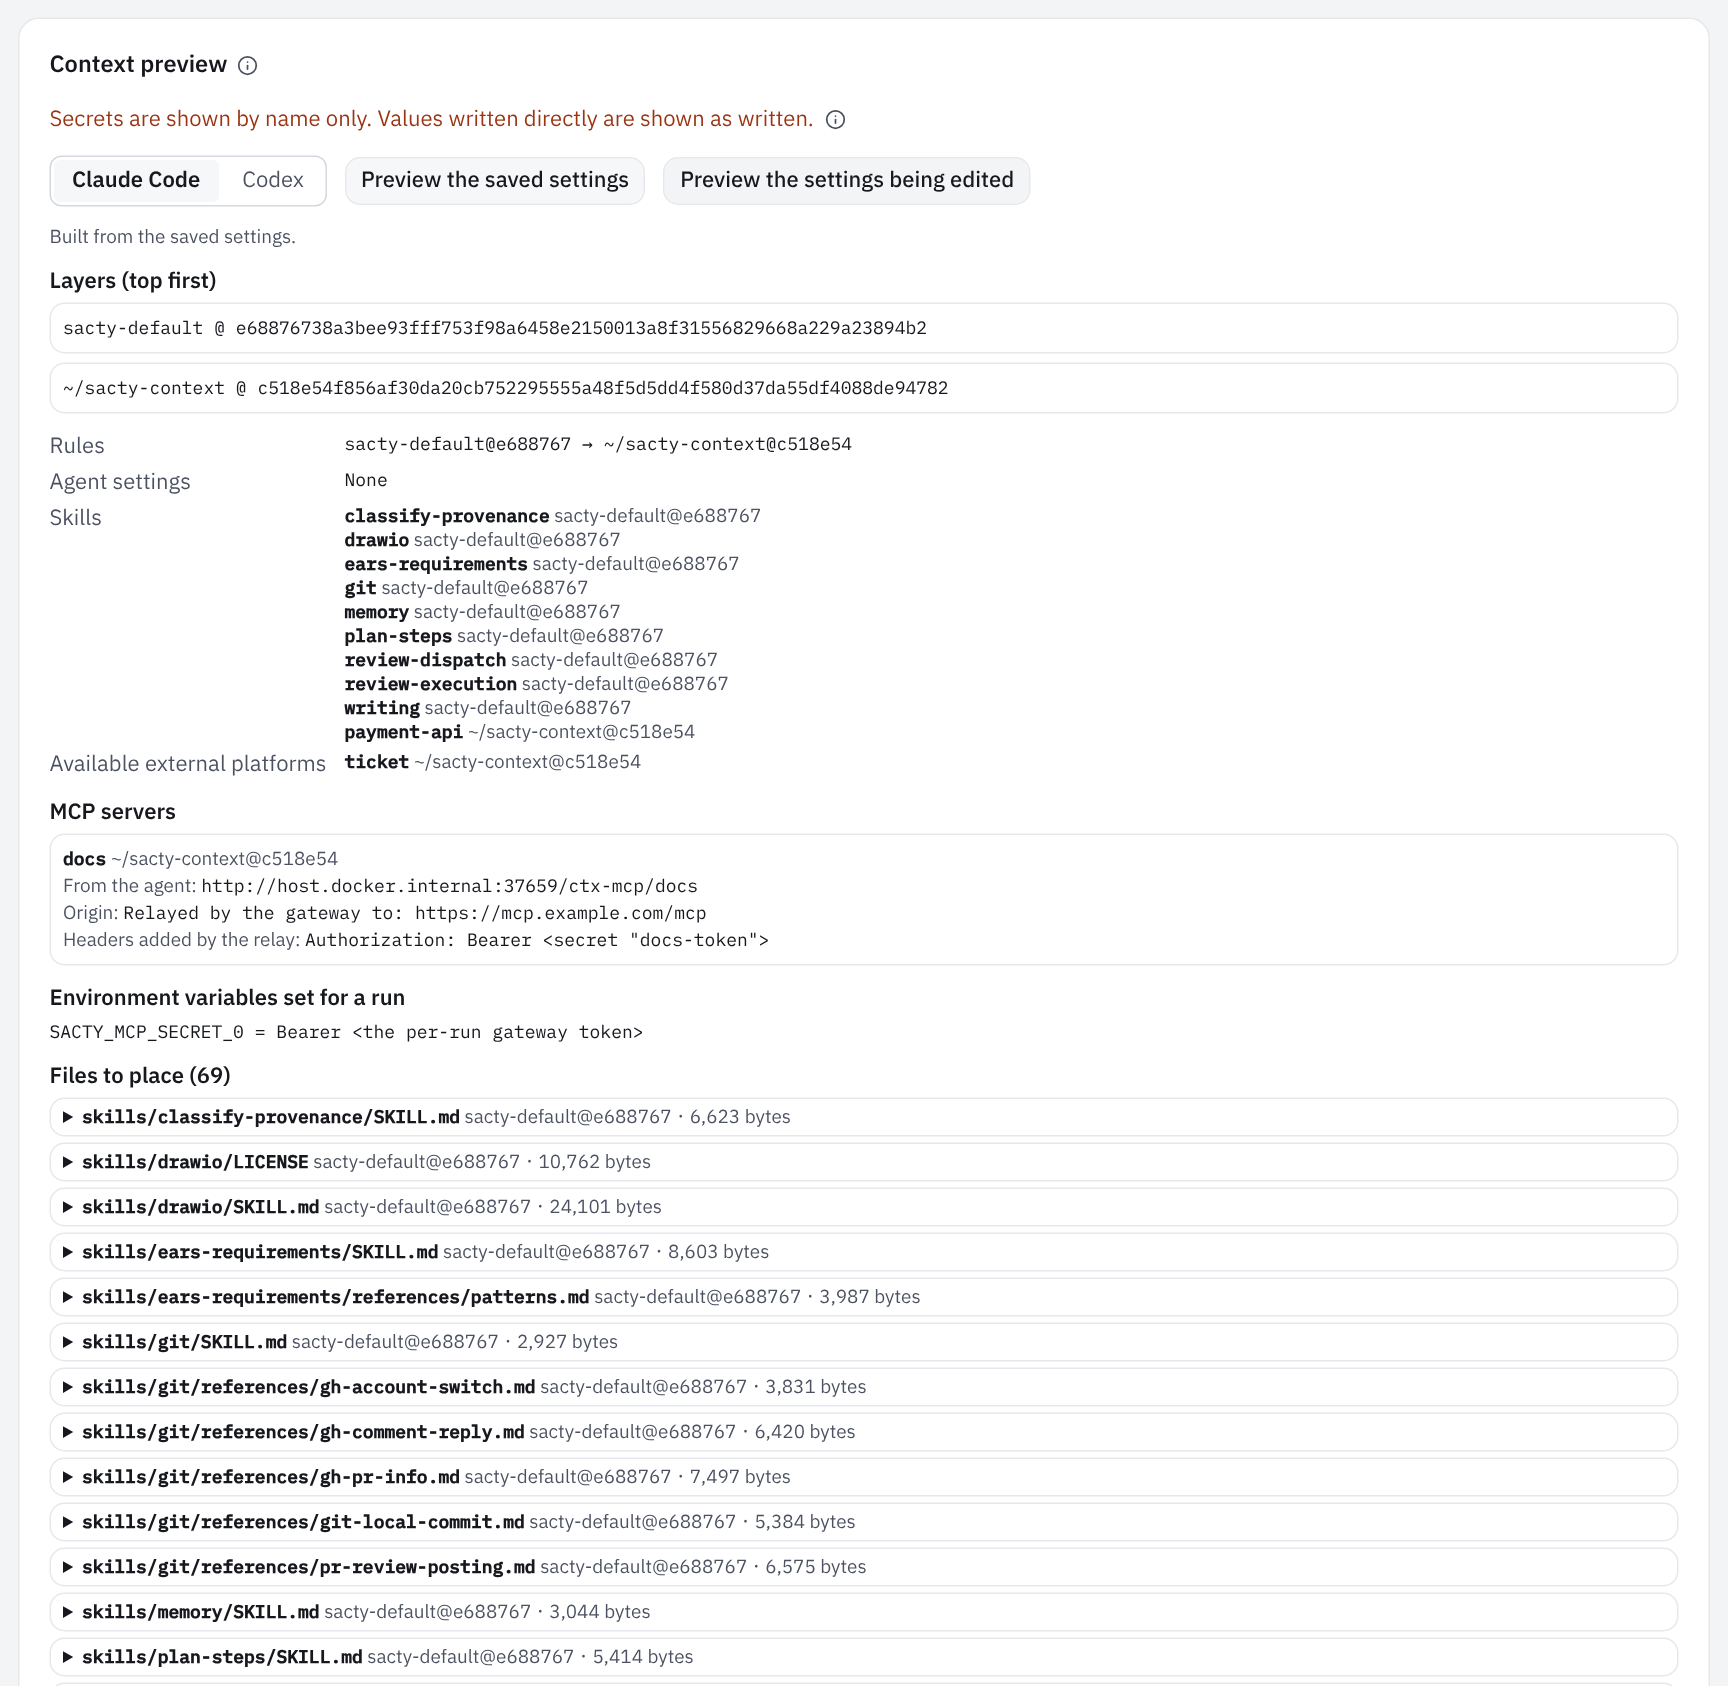 Context preview
Secrets are shown by name only. Values written directly are shown as written.
Claude Code
Codex
Preview the saved settings
Preview the settings being edited
Built from the saved settings.
Layers (top first)
sacty-default @ e68876738a3bee93fff753f98a6458e2150013a8f31556829668a229a23894b2
~/sacty-context @ c518e54f856af30da20cb752295555a48f5d5dd4f580d37da55df4088de94782
Rules sacty-default@e688767 → ~/sacty-context@c518e54
Agent settings None
Skills classify-provenance sacty-default@e688767
drawio sacty-default@e688767
ears-requirements sacty-default@e688767
git sacty-default@e688767
memory sacty-default@e688767
plan-steps sacty-default@e688767
review-dispatch sacty-default@e688767
review-execution sacty-default@e688767
writing sacty-default@e688767
payment-api ~/sacty-context@c518e54
Available external platforms ticket ~/sacty-context@c518e54
MCP servers
docs ~/sacty-context@c518e54
From the agent: http://host.docker.internal:37659/ctx-mcp/docs
Origin: Relayed by the gateway to: https://mcp.example.com/mcp
Headers added by the relay: Authorization: Bearer <secret "docs-token">
Environment variables set for a run
SACTY_MCP_SECRET_0 = Bearer <the per-run gateway token>
Files to place (69)
skills/classify-provenance/SKILL.md sacty-default@e688767 · 6,623 bytes
skills/drawio/LICENSE sacty-default@e688767 · 10,762 bytes
skills/drawio/SKILL.md sacty-default@e688767 · 24,101 bytes
skills/ears-requirements/SKILL.md sacty-default@e688767 · 8,603 bytes
skills/ears-requirements/references/patterns.md sacty-default@e688767 · 3,987 bytes
skills/git/SKILL.md sacty-default@e688767 · 2,927 bytes
skills/git/references/gh-account-switch.md sacty-default@e688767 · 3,831 bytes
skills/git/references/gh-comment-reply.md sacty-default@e688767 · 6,420 bytes
skills/git/references/gh-pr-info.md sacty-default@e688767 · 7,497 bytes
skills/git/references/git-local-commit.md sacty-default@e688767 · 5,384 bytes
skills/git/references/pr-review-posting.md sacty-default@e688767 · 6,575 bytes
skills/memory/SKILL.md sacty-default@e688767 · 3,044 bytes
skills/plan-steps/SKILL.md sacty-default@e688767 · 5,414 bytes